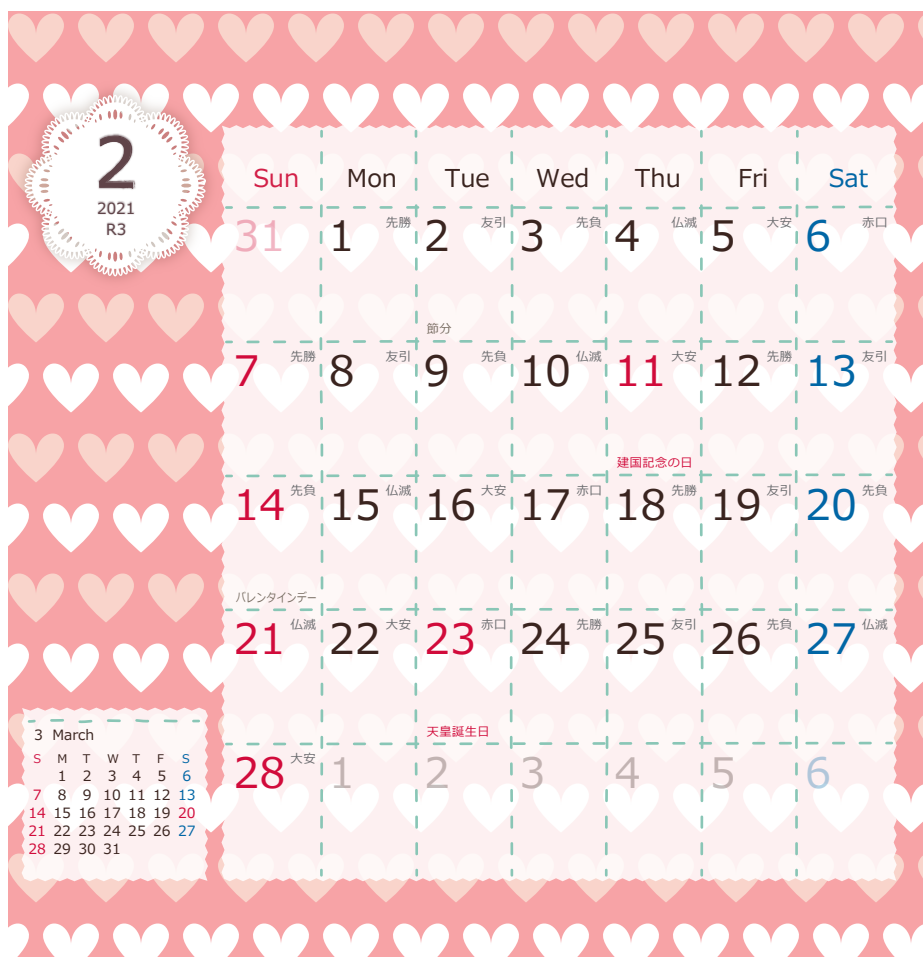 2
2021
R3
Sun Mon Tue Wed Thu Fri Sat
31 1 先勝 2 友引 3 先負 4 仏滅 5 大安 6 赤口
節分
7 先勝 8 友引 9 先負 10 仏滅 11 大安 12 先勝 13 友引
建国記念の日
14 先負 15 仏滅 16 大安 17 赤口 18 先勝 19 友引 20 先負
バレンタインデー
21 仏滅 22 大安 23 赤口 24 先勝 25 友引 26 先負 27 仏滅
天皇誕生日
28 大安 1 2 3 4 5 6
3 March
S M T W T F S
1 2 3 4 5 6
7 8 9 10 11 12 13
14 15 16 17 18 19 20
21 22 23 24 25 26 27
28 29 30 31